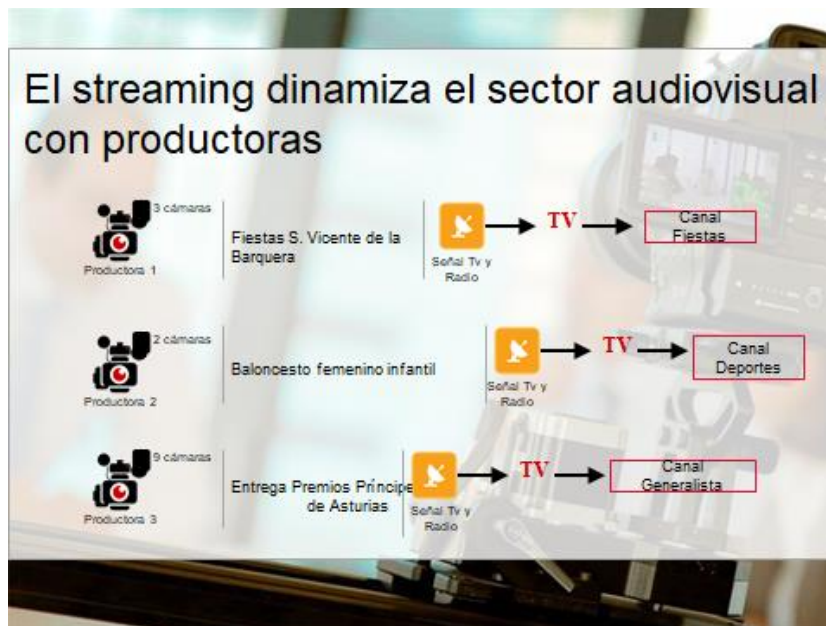 El streaming dinamiza el sector audiovisual
con productoras
3 cámaras
Productora 1
Fiestas S. Vicente de la
Barquera
Señal Tv y
Radio
TV
Canal
Fiestas
2 cámaras
Productora 2
Baloncesto femenino infantil
Señal Tv y
Radio
TV
Canal
Deportes
9 cámaras
Productora 3
Entrega Premios Príncipe
de Asturias
Señal Tv y
Radio
TV
Canal
Generalista